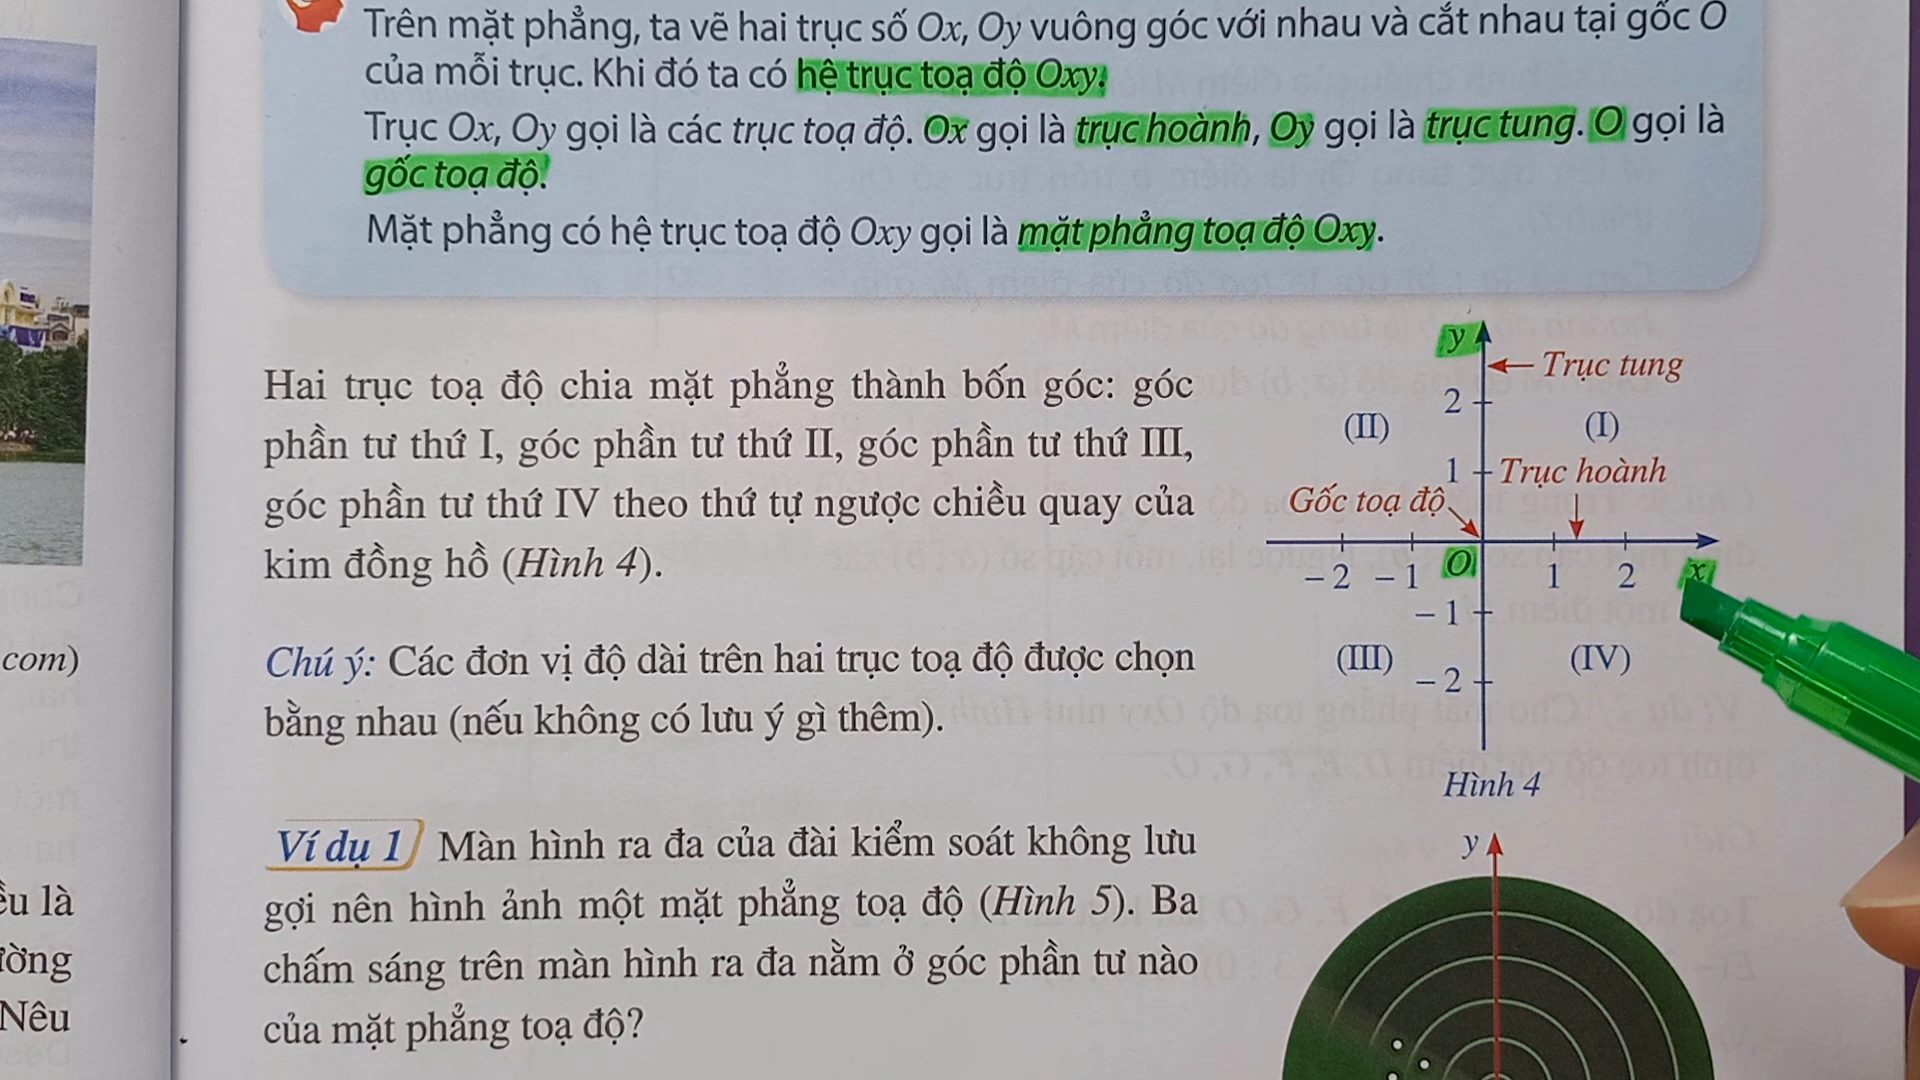 Trên mặt phẳng, ta vẽ hai trục số Ox, Oy vuông góc với nhau và cắt nhau tại gốc O
của mỗi trục. Khi đó ta có hệ trục toạ độ Oxy.
Trục Ox, Oy gọi là các trục toạ độ. Ox gọi là trục hoành, Oy gọi là trục tung. O gọi là
gốc toạ độ.
Mặt phẳng có hệ trục toạ độ Oxy gọi là mặt phẳng toạ độ Oxy.
Hai trục toạ độ chia mặt phẳng thành bốn góc: góc
phần tư thứ I, góc phần tư thứ II, góc phần tư thứ III,
góc phần tư thứ IV theo thứ tự ngược chiều quay của
kim đồng hồ (Hình 4).
Chú ý: Các đơn vị độ dài trên hai trục toạ độ được chọn
bằng nhau (nếu không có lưu ý gì thêm).
y
Trục tung
2
(II)
(I)
1
Trục hoành
Gốc toạ độ
– 2
– 1
O
1
2
x
– 1
(III)
– 2
(IV)
Hình 4
Ví dụ 1 Màn hình ra đa của đài kiểm soát không lưu
gợi nên hình ảnh một mặt phẳng toạ độ (Hình 5). Ba
chấm sáng trên màn hình ra đa nằm ở góc phần tư nào
của mặt phẳng toạ độ?
y
com)
là
Nêu